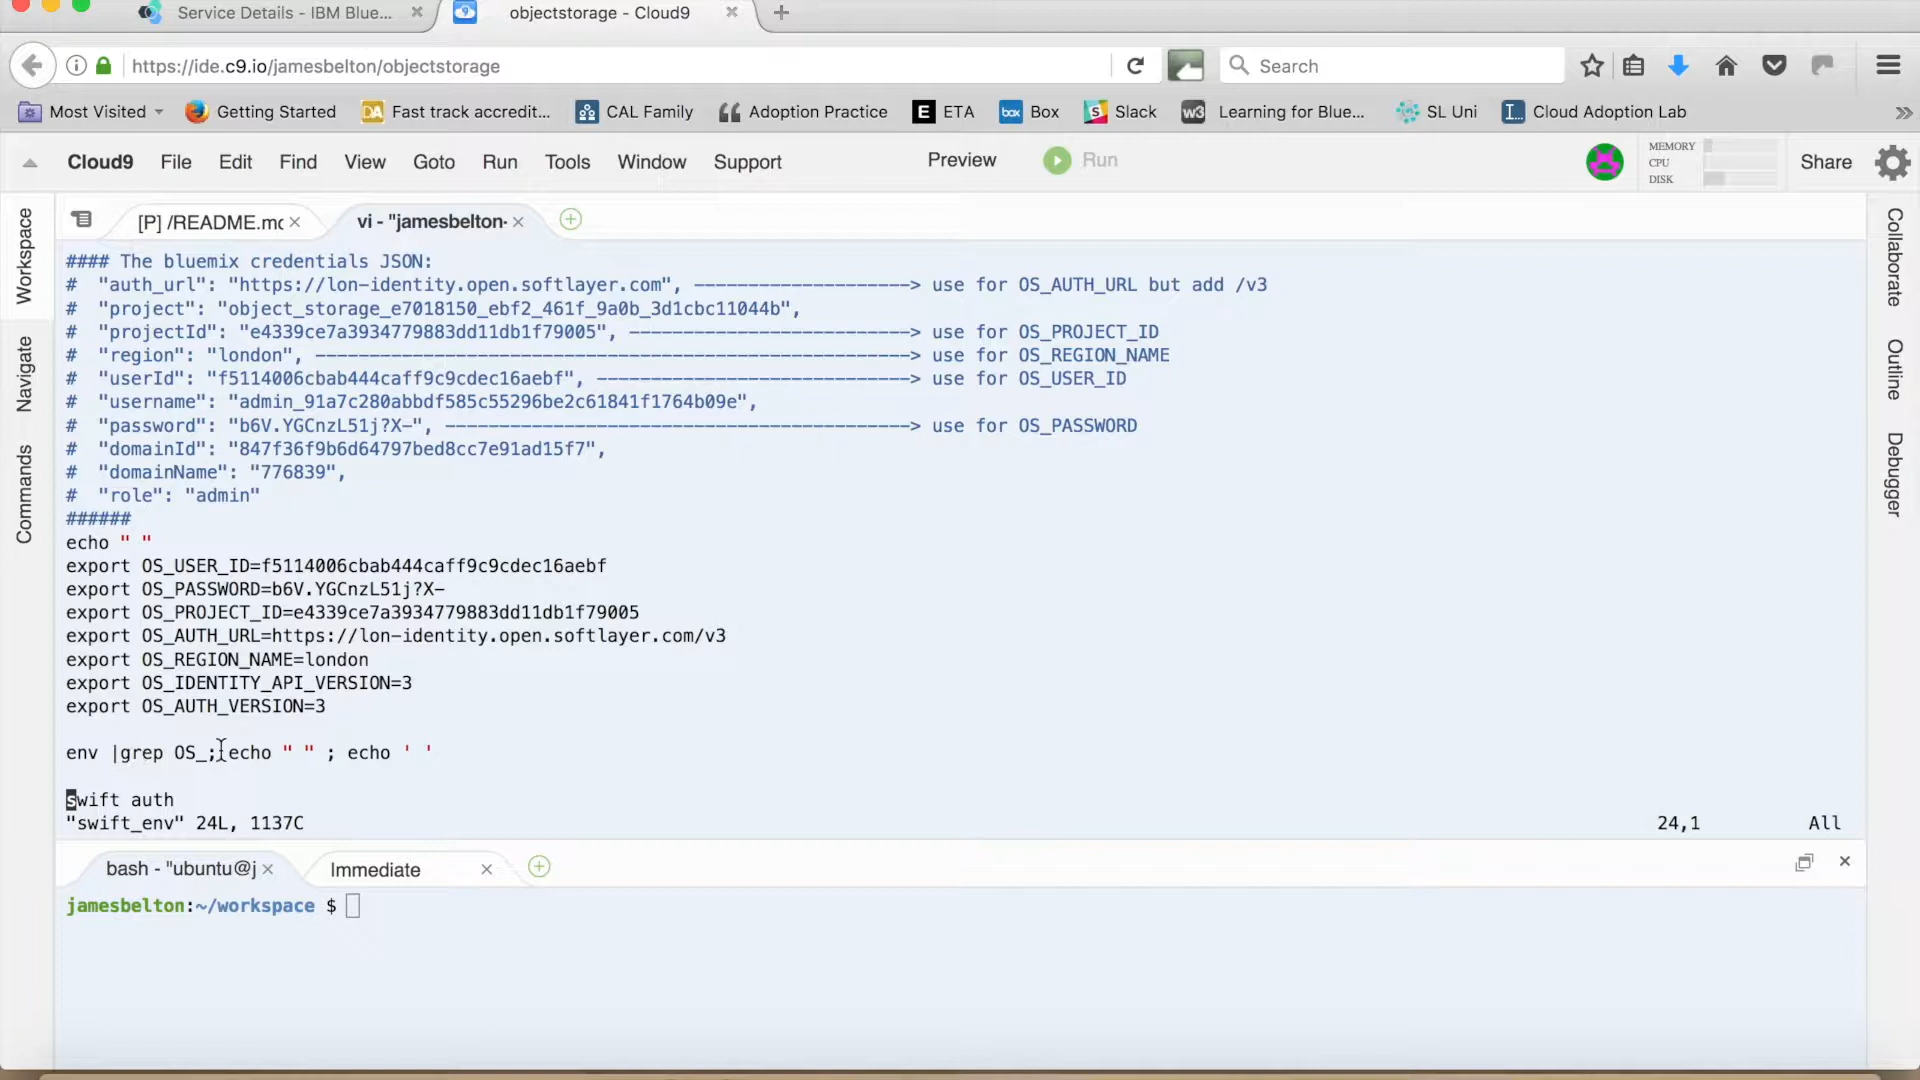 Service Details - IBM Blue...
objectstorage - Cloud9
https://ide.c9.io/jamesbelton/objectstorage
Search
Most Visited
Getting Started
DA Fast track accredit...
CAL Family
Adoption Practice
E ETA
box Box
Slack
w3 Learning for Blue...
SL Uni
I... Cloud Adoption Lab
Cloud9 File Edit Find View Goto Run Tools Window Support Preview Run
MEMORY
CPU
DISK
Share
Workspace
Navigate
Commands
Collaborate
Outline
Debugger
[P] /README.mc
vi - "jamesbelton-
#### The bluemix credentials JSON:
#  "auth_url": "https://lon-identity.open.softlayer.com", --------------------> use for OS_AUTH_URL but add /v3
#  "project": "object_storage_e7018150_ebf2_461f_9a0b_3d1cbc11044b",
#  "projectId": "e4339ce7a3934779883dd11db1f79005", --------------------------> use for OS_PROJECT_ID
#  "region": "london", -------------------------------------------------------> use for OS_REGION_NAME
#  "userId": "f5114006cbab444caff9c9cdec16aebf", -----------------------------> use for OS_USER_ID
#  "username": "admin_91a7c280abbdf585c55296be2c61841f1764b09e",
#  "password": "b6V.YGCnzL51j?X-", -------------------------------------------> use for OS_PASSWORD
#  "domainId": "847f36f9b6d64797bed8cc7e91ad15f7",
#  "domainName": "776839",
#  "role": "admin"
######
echo " "
export OS_USER_ID=f5114006cbab444caff9c9cdec16aebf
export OS_PASSWORD=b6V.YGCnzL51j?X-
export OS_PROJECT_ID=e4339ce7a3934779883dd11db1f79005
export OS_AUTH_URL=https://lon-identity.open.softlayer.com/v3
export OS_REGION_NAME=london
export OS_IDENTITY_API_VERSION=3
export OS_AUTH_VERSION=3
env |grep OS_; echo " " ; echo ' '
swift auth
"swift_env" 24L, 1137C
24,1
All
bash - "ubuntu@j
Immediate
jamesbelton:~/workspace $